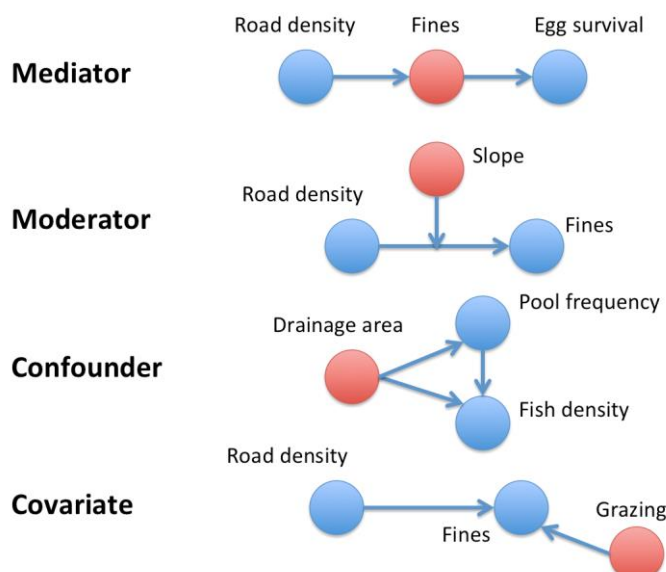 Road density Fines Egg survival
Mediator
Slope
Road density
Moderator
Fines
Pool frequency
Drainage area
Confounder
Fish density
Road density
Covariate
Grazing
Fines